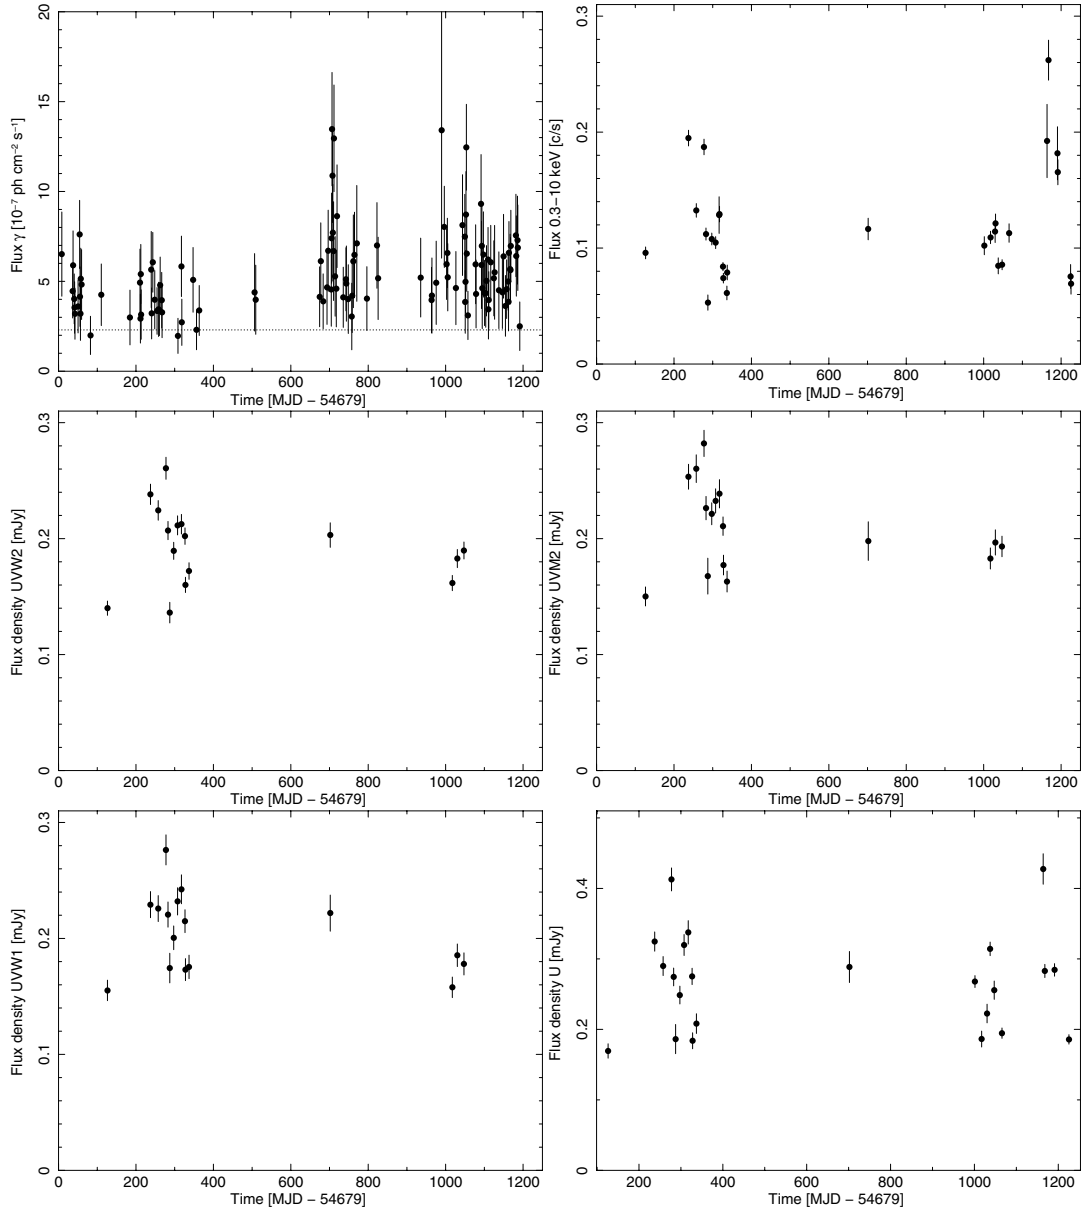 20
15
10
5
0
Flux γ [10⁻⁷ ph cm⁻² s⁻¹]
0 200 400 600 800 1000 1200
Time [MJD − 54679]
0.3
0.2
0.1
0
Flux 0.3−10 keV [c/s]
0 200 400 600 800 1000 1200
Time [MJD − 54679]
0.3
0.2
0.1
0
Flux density UVW2 [mJy]
0 200 400 600 800 1000 1200
Time [MJD − 54679]
0.3
0.2
0.1
0
Flux density UVM2 [mJy]
0 200 400 600 800 1000 1200
Time [MJD − 54679]
0.3
0.2
0.1
0
Flux density UVW1 [mJy]
0 200 400 600 800 1000 1200
Time [MJD − 54679]
0.4
0.2
0
Flux density U [mJy]
200 400 600 800 1000 1200
Time [MJD − 54679]